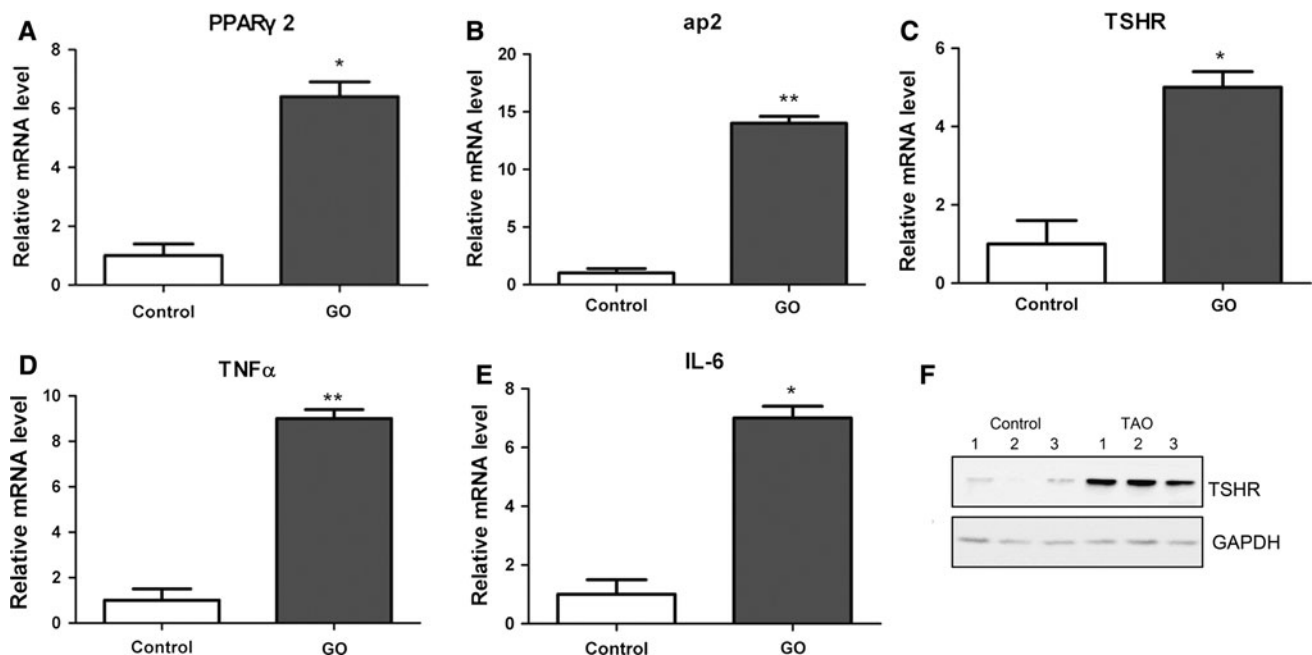 A
PPARγ 2
Relative mRNA level
8
6
4
2
0
*
Control
GO
B
ap2
Relative mRNA level
20
15
10
5
0
**
Control
GO
C
TSHR
Relative mRNA level
6
4
2
0
*
Control
GO
D
TNFα
Relative mRNA level
10
8
6
4
2
0
**
Control
GO
E
IL-6
Relative mRNA level
8
6
4
2
0
*
Control
GO
F
Control TAO
1 2 3 1 2 3
TSHR
GAPDH